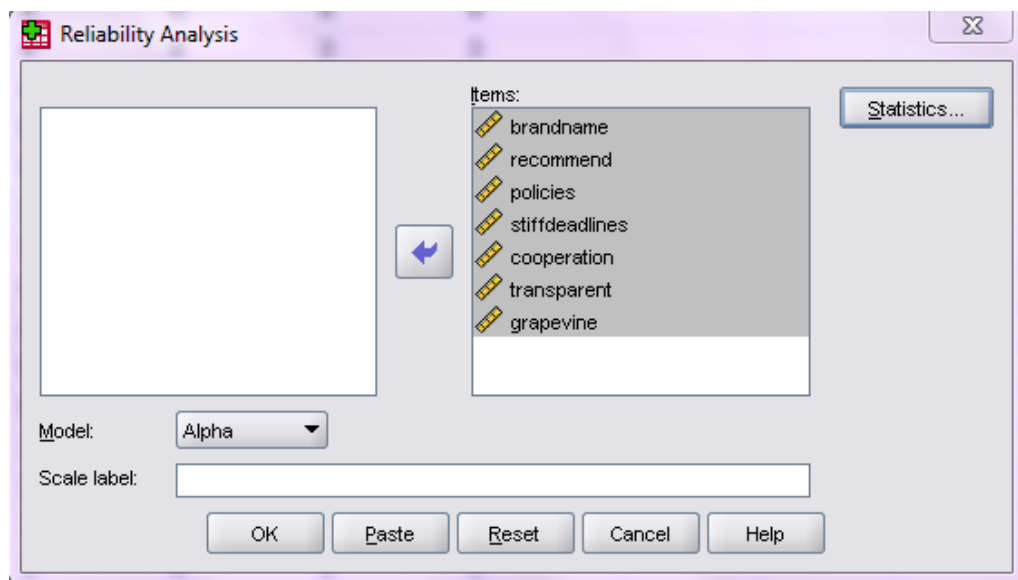 Reliability Analysis
Items:
Statistics...
brandname
recommend
policies
stiffdeadlines
cooperation
transparent
grapevine
Model: Alpha
Scale label:
OK Paste Reset Cancel Help